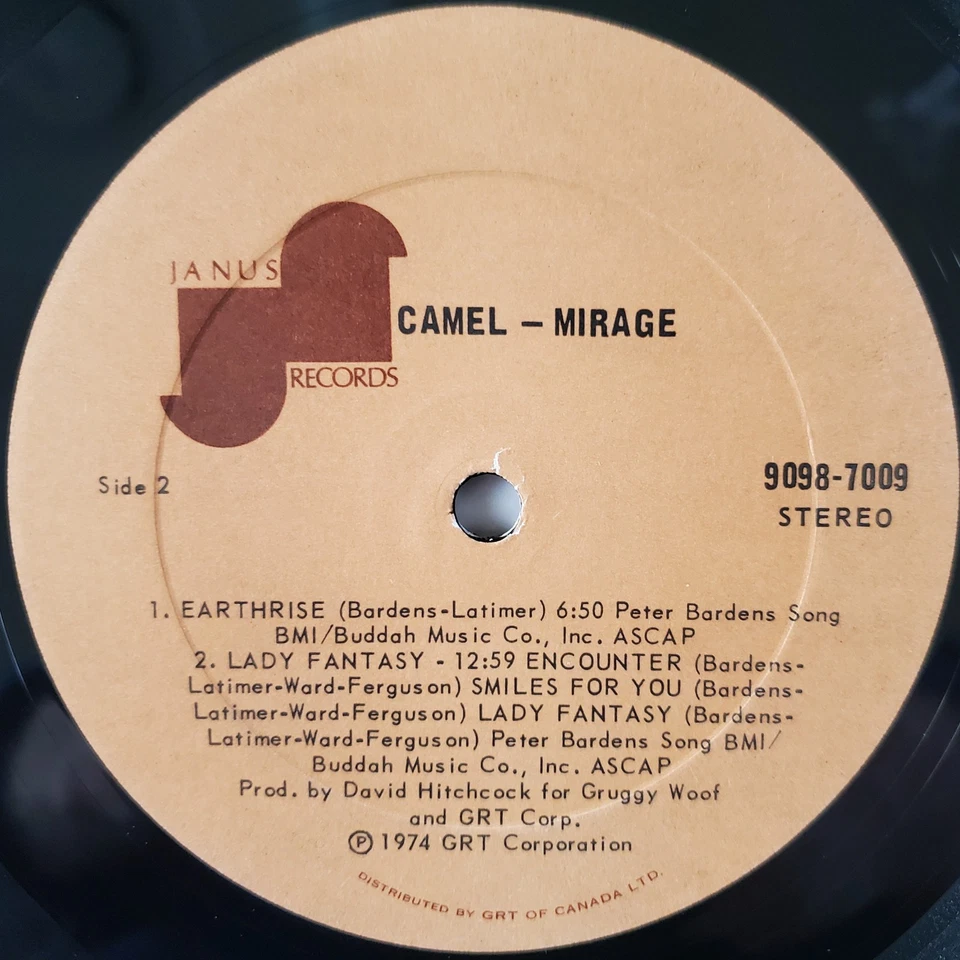 JANUS
RECORDS
CAMEL – MIRAGE
Side 2
9098-7009
STEREO
1. EARTHRISE (Bardens-Latimer) 6:50 Peter Bardens Song
BMI/Buddah Music Co., Inc. ASCAP
2. LADY FANTASY - 12:59 ENCOUNTER (Bardens-
Latimer-Ward-Ferguson) SMILES FOR YOU (Bardens-
Latimer-Ward-Ferguson) LADY FANTASY (Bardens-
Latimer-Ward-Ferguson) Peter Bardens Song BMI/
Buddah Music Co., Inc. ASCAP
Prod. by David Hitchcock for Gruggy Woof
and GRT Corp.
℗ 1974 GRT Corporation
DISTRIBUTED BY GRT OF CANADA LTD.